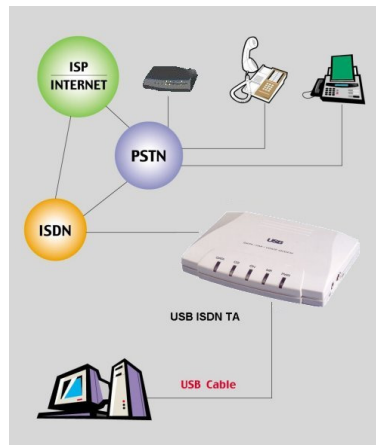 ISP
INTERNET
PSTN
ISDN
USB
USB ISDN TA
USB Cable